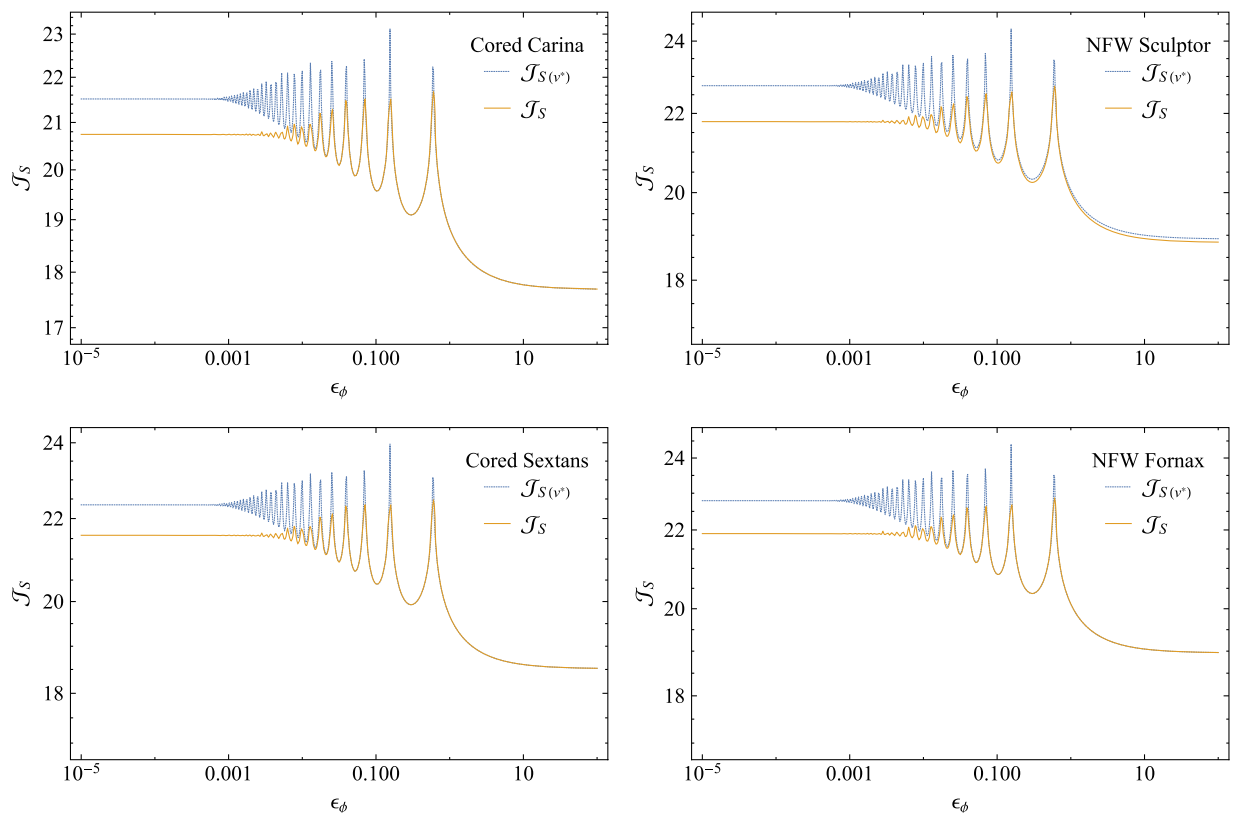 Cored Carina
𝒥S(v*)
𝒥S
23
22
21
20
19
18
17
𝒥S
10⁻⁵
0.001
0.100
10
ϵϕ
NFW Sculptor
𝒥S(v*)
𝒥S
24
22
20
18
𝒥S
10⁻⁵
0.001
0.100
10
ϵϕ
Cored Sextans
𝒥S(v*)
𝒥S
24
22
20
18
𝒥S
10⁻⁵
0.001
0.100
10
ϵϕ
NFW Fornax
𝒥S(v*)
𝒥S
24
22
20
18
𝒥S
10⁻⁵
0.001
0.100
10
ϵϕ